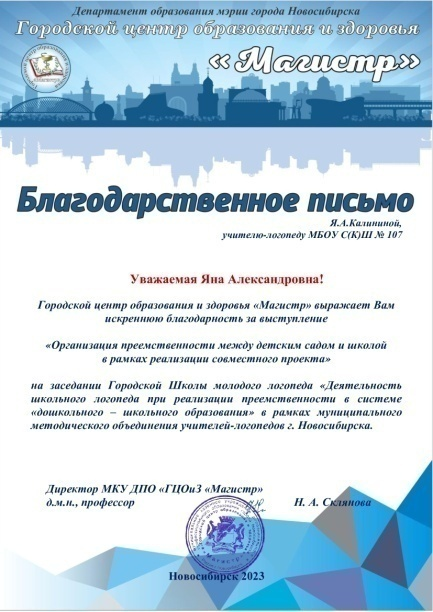 Департамент образования мэрии города Новосибирска
Городской центр образования и здоровья
«Магистр»
Благодарственное письмо
Я.А.Калининой,
учителю-логопеду МБОУ С(К)Ш № 107
Уважаемая Яна Александровна!
Городской центр образования и здоровья «Магистр» выражает Вам
искреннюю благодарность за выступление
«Организация преемственности между детским садом и школой
в рамках реализации совместного проекта»
на заседании Городской Школы молодого логопеда «Деятельность
школьного логопеда при реализации преемственности в системе
«дошкольного – школьного образования» в рамках муниципального
методического объединения учителей-логопедов г. Новосибирска.
Директор МКУ ДПО «ГЦОиЗ «Магистр»
д.м.н., профессор Н. А. Склянова
Новосибирск 2023